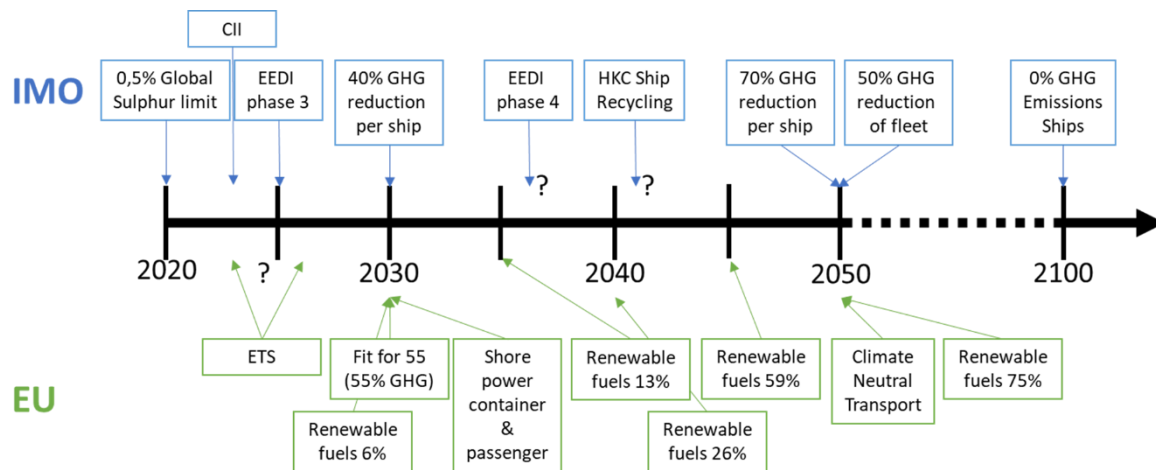 CII
IMO
0,5% Global
Sulphur limit
EEDI
phase 3
40% GHG
reduction
per ship
EEDI
phase 4
HKC Ship
Recycling
70% GHG
reduction
per ship
50% GHG
reduction
of fleet
0% GHG
Emissions
Ships
?
?
2020
?
2030
2040
2050
2100
EU
ETS
Fit for 55
(55% GHG)
Shore
power
container
&
passenger
Renewable
fuels 13%
Renewable
fuels 59%
Climate
Neutral
Transport
Renewable
fuels 75%
Renewable
fuels 6%
Renewable
fuels 26%